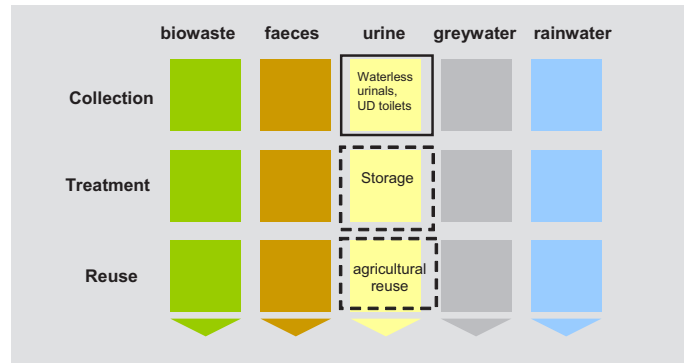 biowaste faeces urine greywater rainwater
Collection
Waterless
urinals,
UD toilets
Treatment
Storage
Reuse
agricultural
reuse